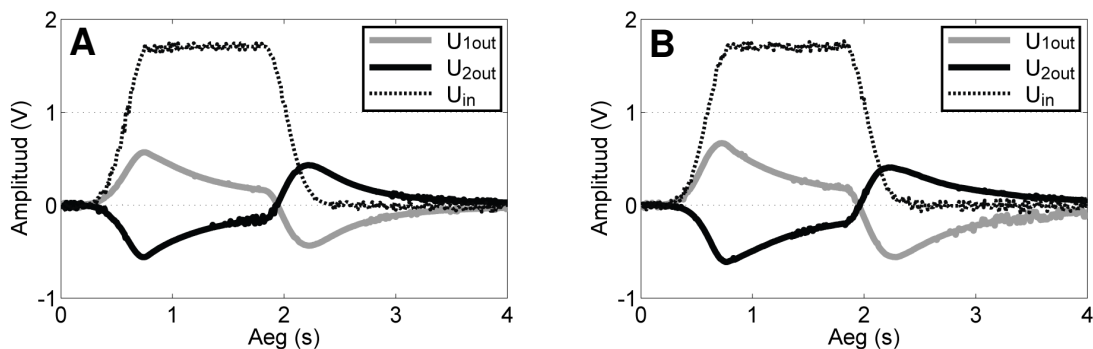 A
U1out
U2out
Uin
2
1
0
-1
Amplituud (V)
0 1 2 3 4
Aeg (s)
B
U1out
U2out
Uin
2
1
0
-1
Amplituud (V)
0 1 2 3 4
Aeg (s)